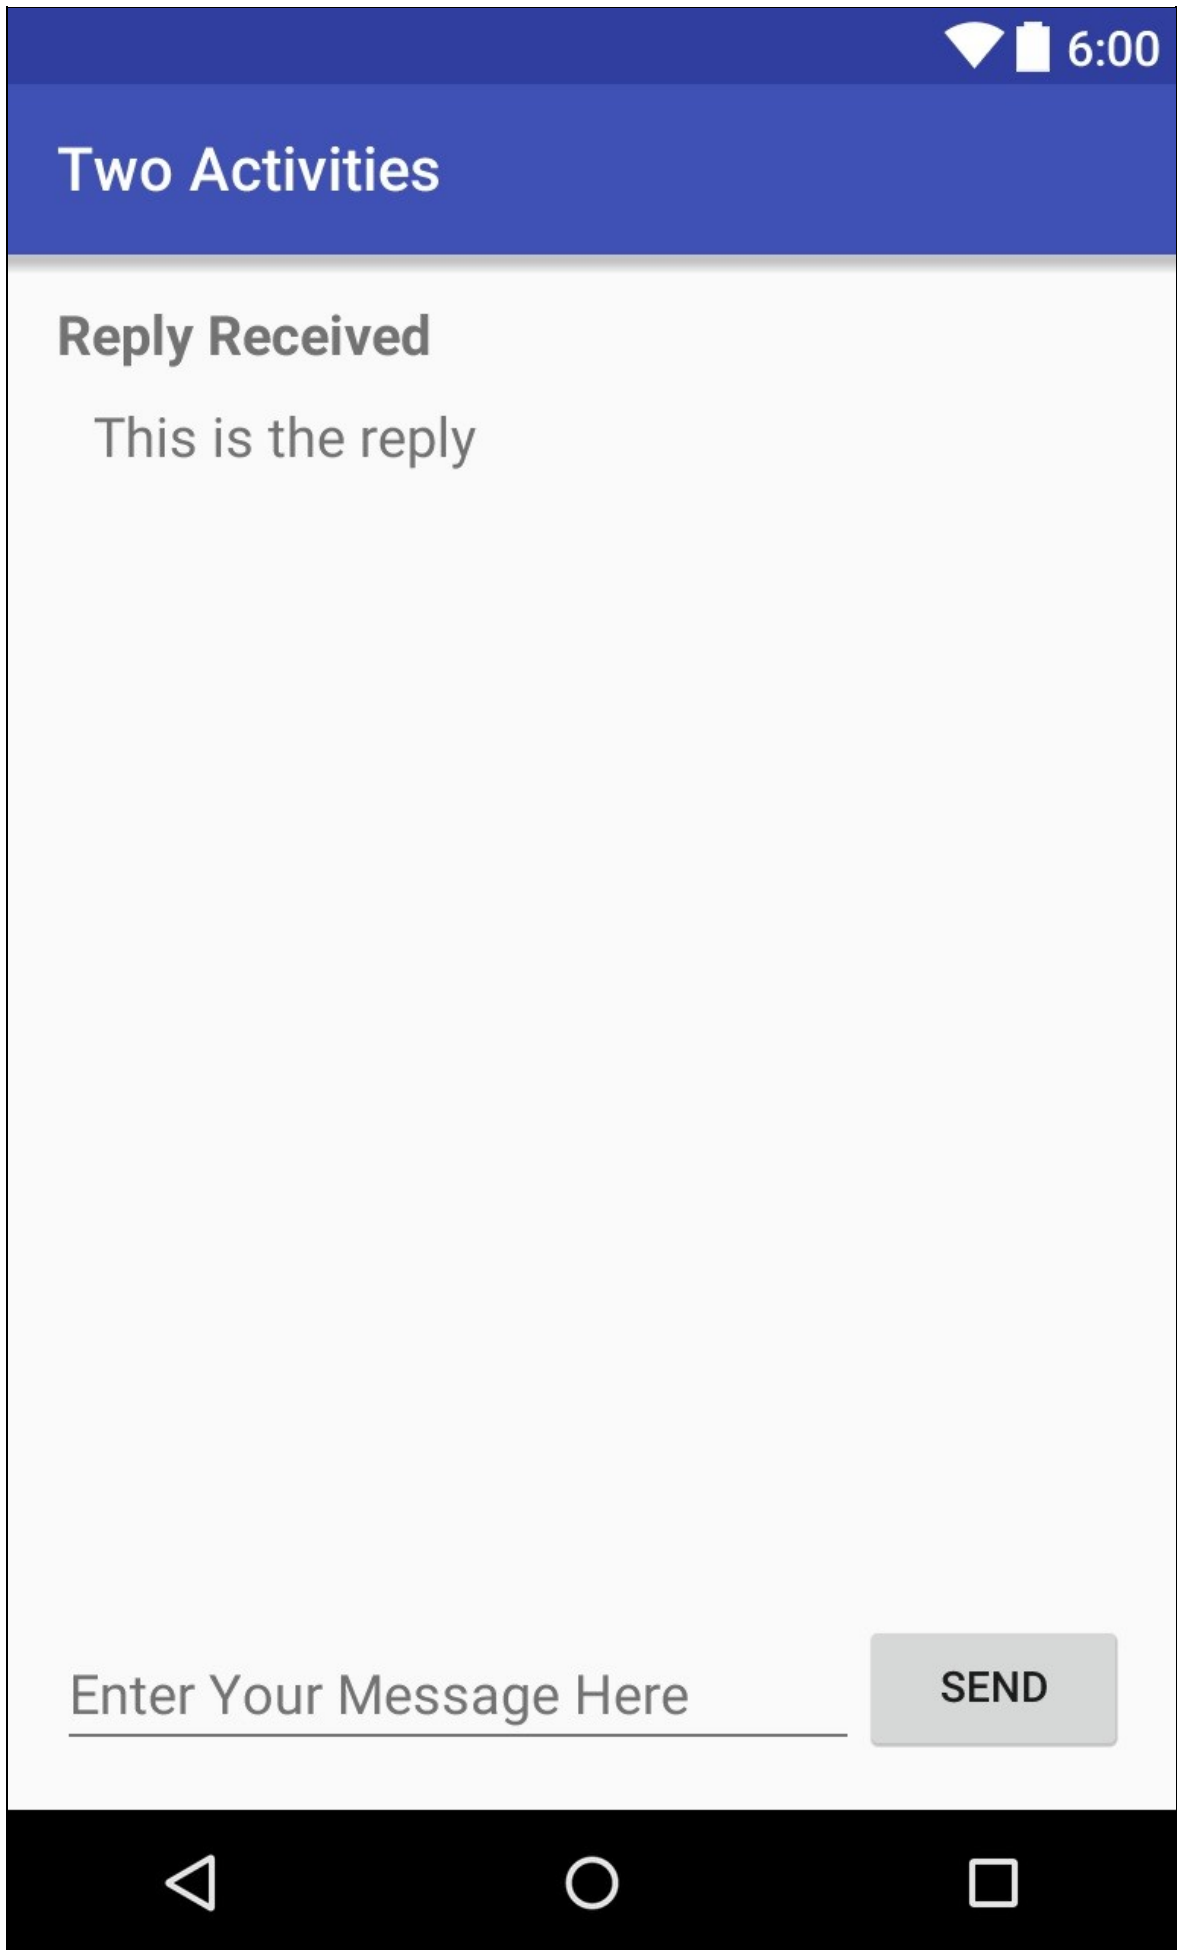 6:00
Two Activities
Reply Received
This is the reply
Enter Your Message Here
SEND